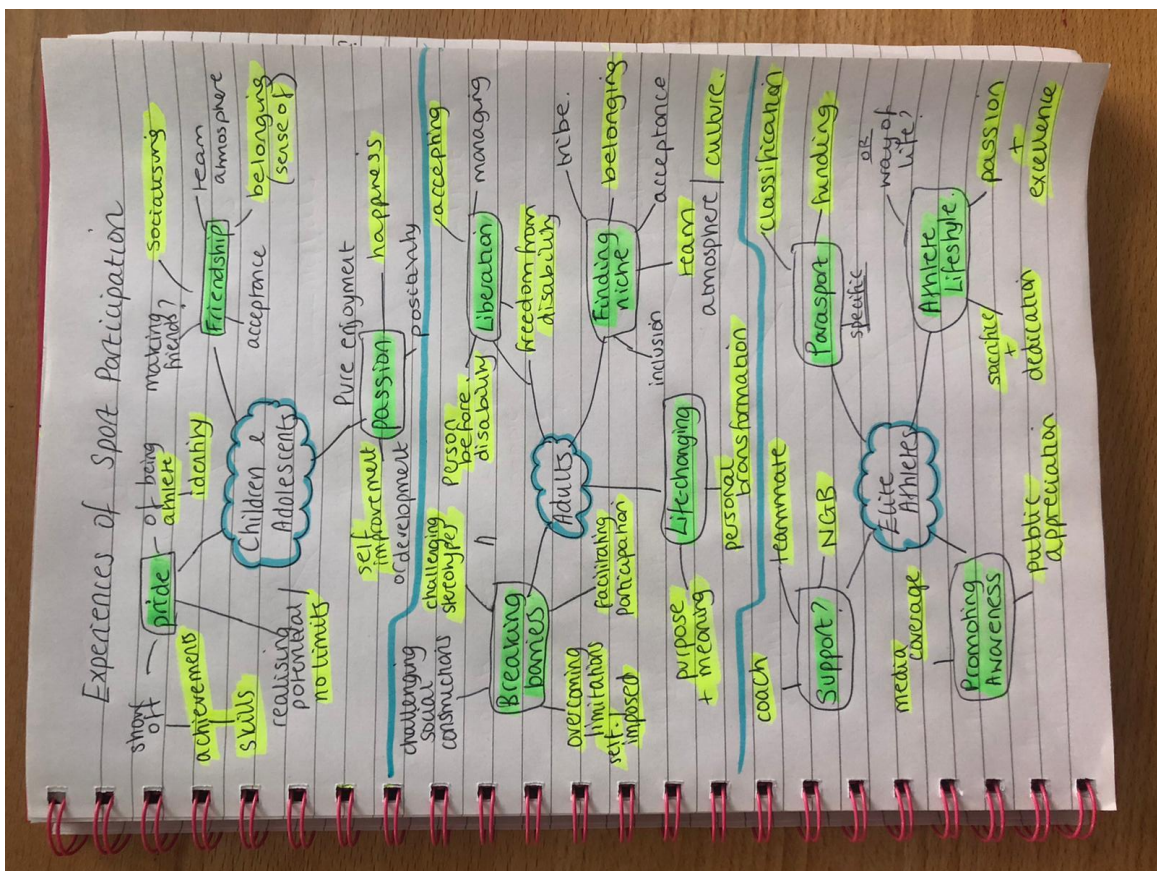 Experiences of Sport Participation
Children &
Adolescents
pride
show
off
achievements
skills
of being
athlete
identity
realising
potential
no limits
Friendship
making
friends?
socialising
team
atmosphere
belonging
(sense of)
acceptance
passion
Pure enjoyment
happiness
positivity
self
improvement
or development
Adults
Breaking
barriers
challenging
social
constructions
challenging
stereotypes
overcoming
limitations
self-
imposed
facilitating
participation
Liberation
accepting
managing
person
before
disability
freedom from
disability
Finding
niche
tribe.
belonging
acceptance
team
atmosphere / culture.
inclusion
Life-changing
purpose
+ meaning
personal
transformation
Elite
Athletes
Support?
coach
teammate
NGB
Parasport
specific
classification
funding
Promoting
Awareness
media
coverage
public
appreciation
Athlete
Lifestyle.
OR
way of
life?
passion
+
excellence
sacrifice
+
dedication